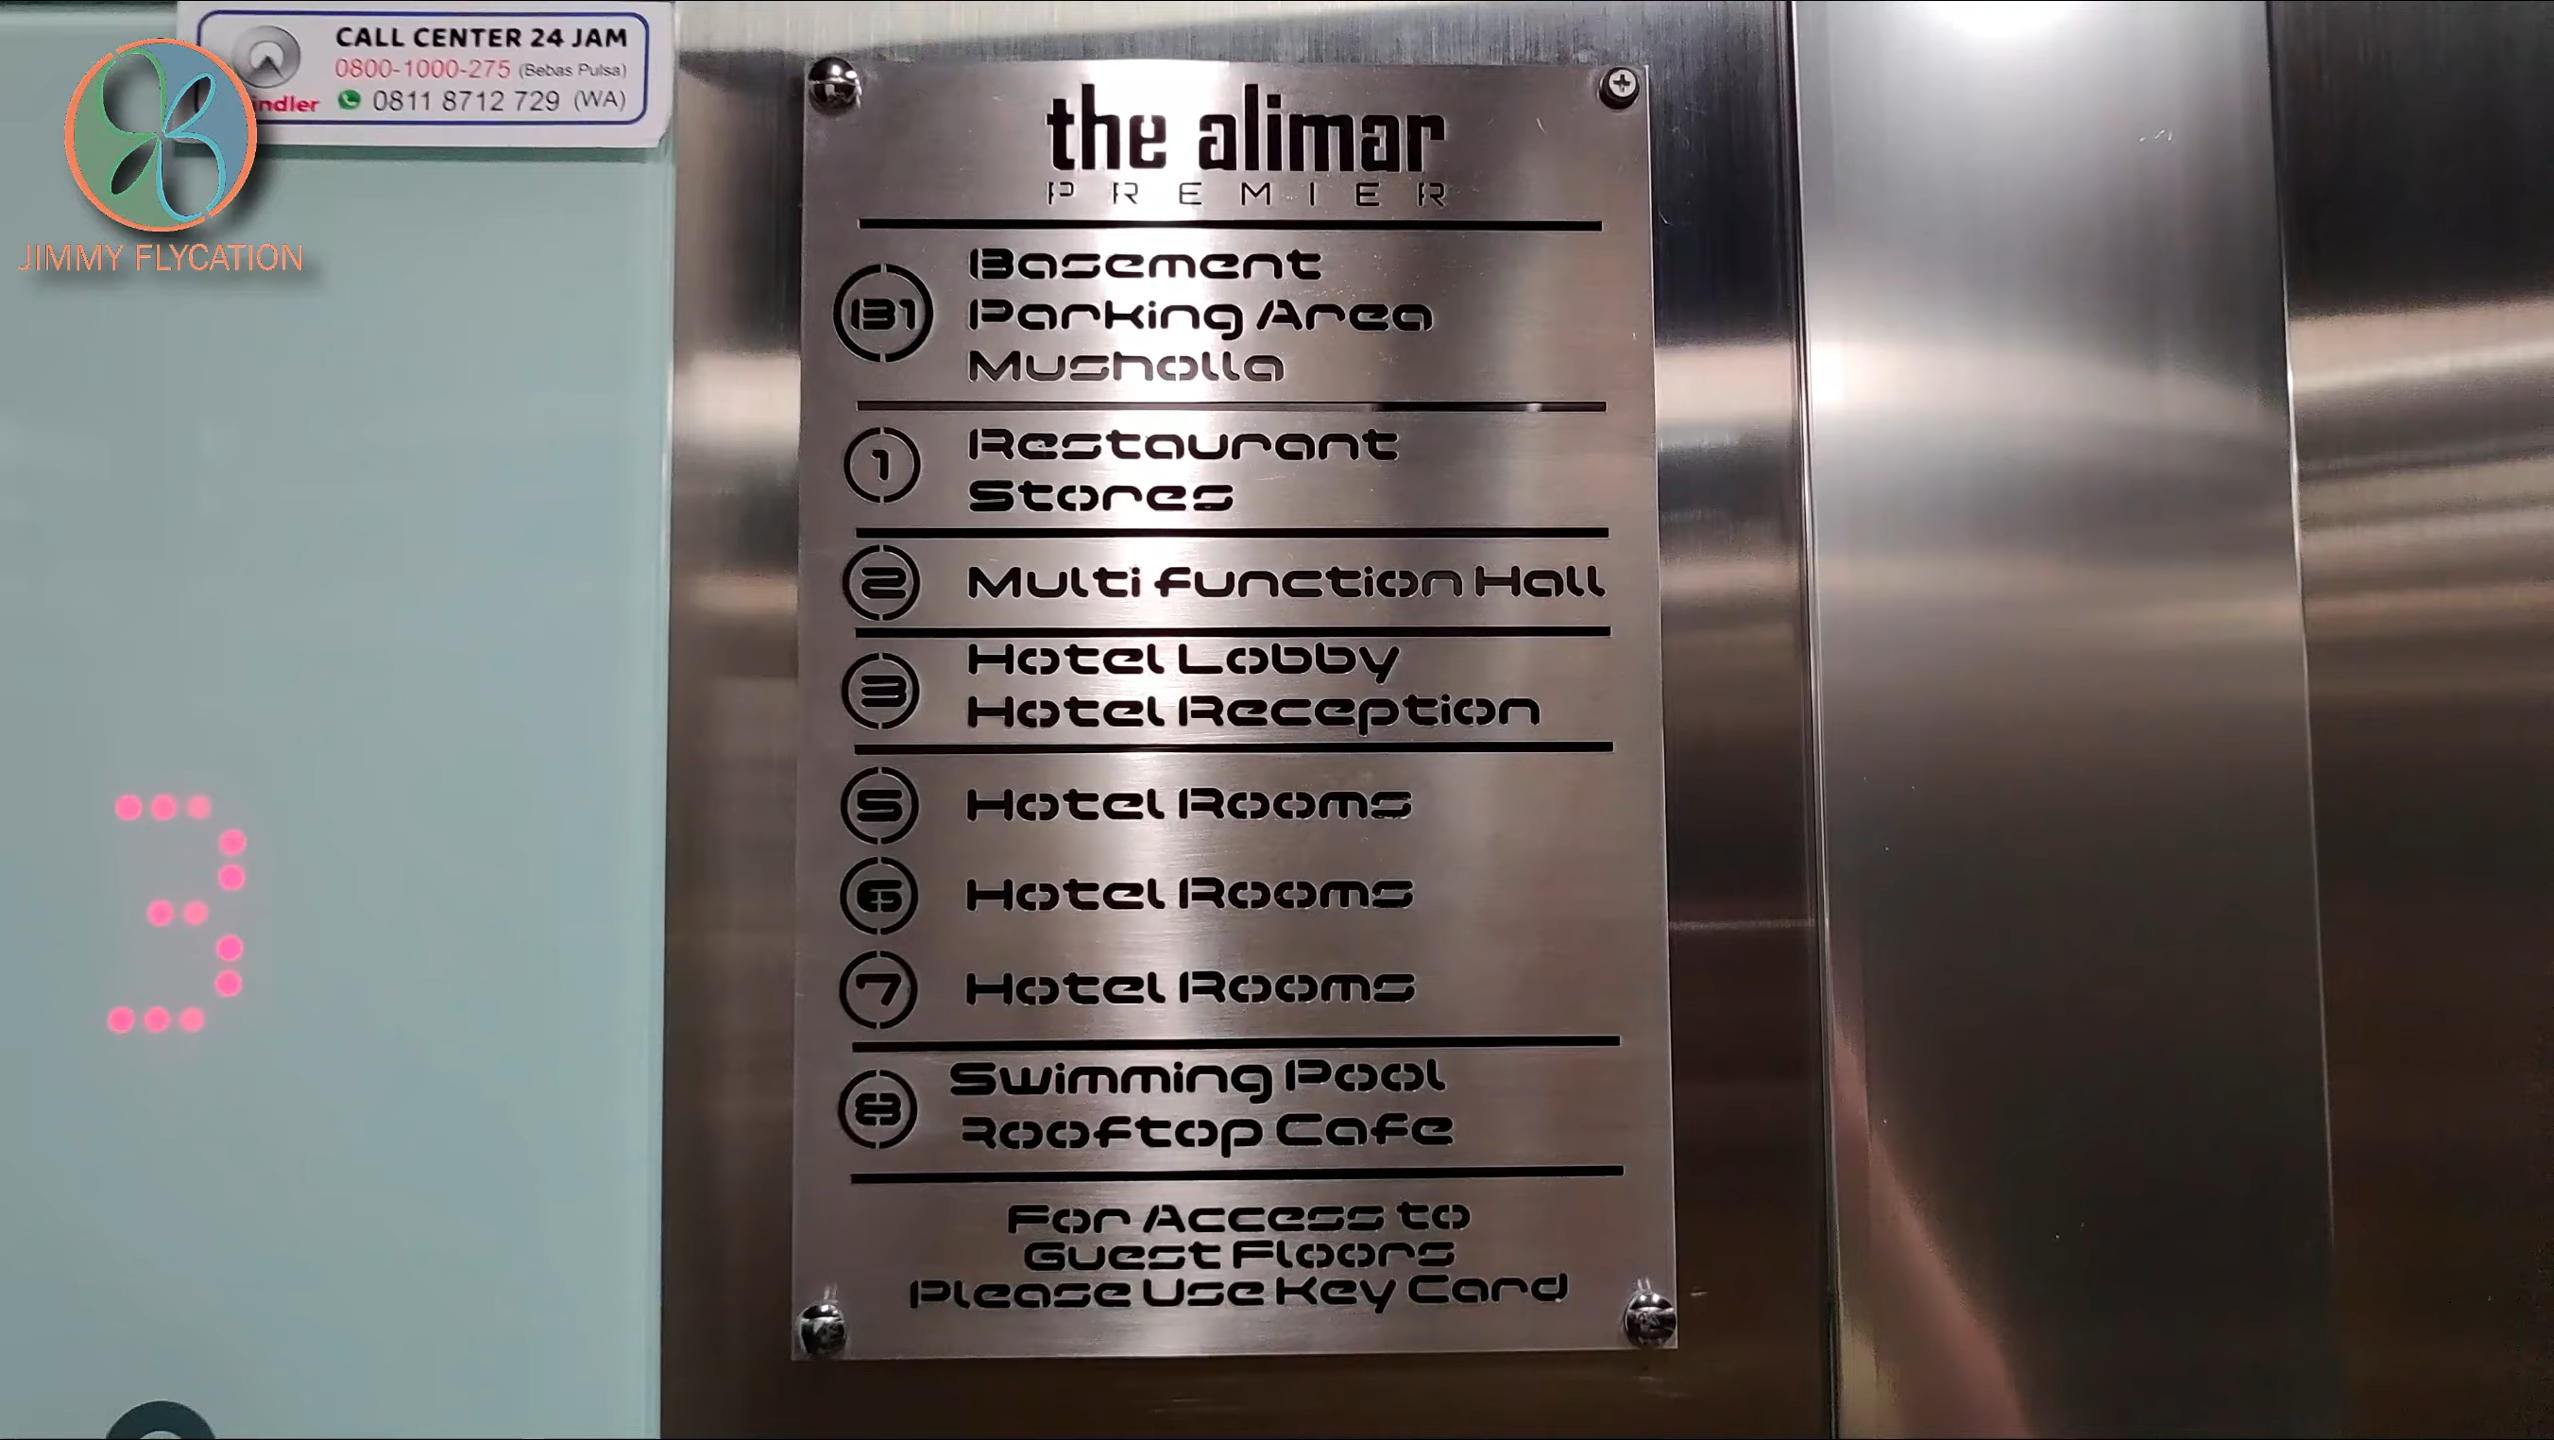 CALL CENTER 24 JAM
0800-1000-275 (Bebas Pulsa)
0811 8712 729 (WA)
JIMMY FLYCATION
3
the alimar
PREMIER
B1
Basement
Parking Area
Musholla
1
Restaurant
Stores
2 Multi Function Hall
3
Hotel Lobby
Hotel Reception
5 Hotel Rooms
6 Hotel Rooms
7 Hotel Rooms
8
Swimming Pool
Rooftop Cafe
For Access to
Guest Floors
Please Use Key Card